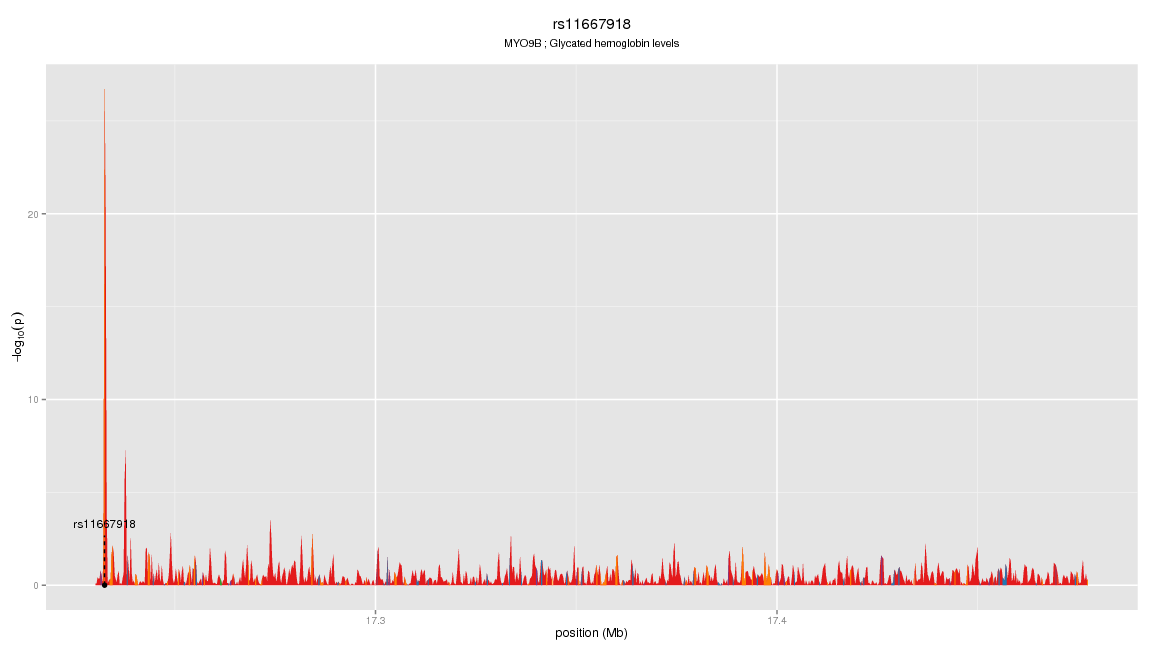 rs11667918
MYO9B ; Glycated hemoglobin levels
20
10
0
−log10(p)
rs11667918
17.3
17.4
position (Mb)